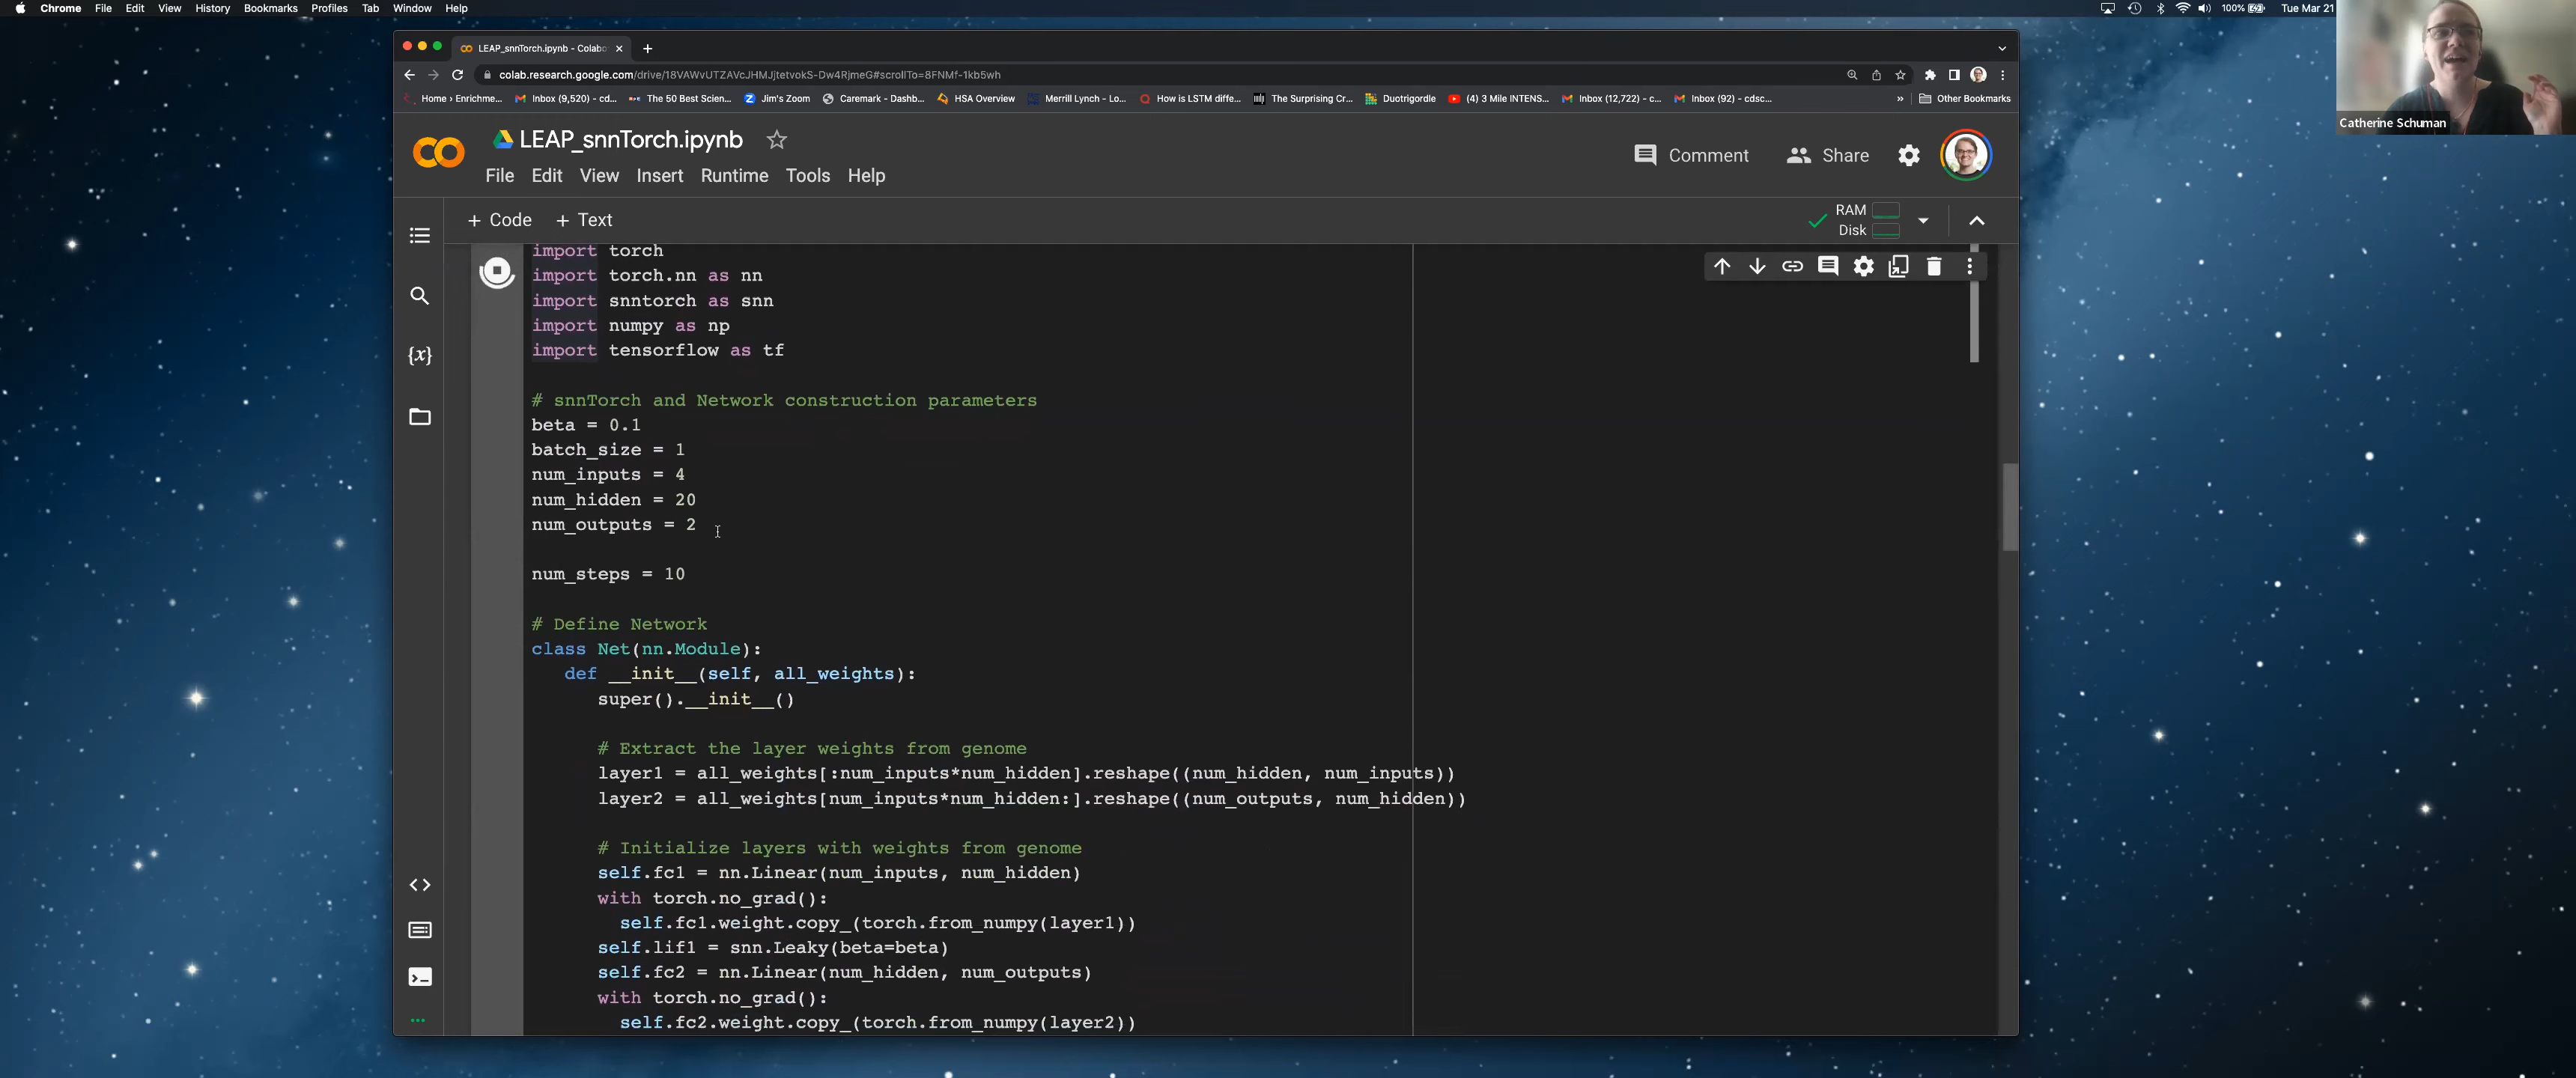 Chrome File Edit View History Bookmarks Profiles Tab Window Help 100% Tue Mar 21
LEAP_snnTorch.ipynb - Colabo
colab.research.google.com/drive/18VAWvUTZAVcJHMJjtetvokS-Dw4RjmeG#scrollTo=8FNMf-1kb5wh
Home › Enrichme... Inbox (9,520) – cd... The 50 Best Scien... Jim's Zoom Caremark - Dashb... HSA Overview Merrill Lynch - Lo... How is LSTM diffe... The Surprising Cr... Duotrigordle (4) 3 Mile INTENS... Inbox (12,722) – c... Inbox (92) – cdsc... » Other Bookmarks
Catherine Schuman
LEAP_snnTorch.ipynb
Comment Share
File Edit View Insert Runtime Tools Help
+ Code + Text
RAM
Disk
import torch
import torch.nn as nn
import snntorch as snn
import numpy as np
import tensorflow as tf
# snnTorch and Network construction parameters
beta = 0.1
batch_size = 1
num_inputs = 4
num_hidden = 20
num_outputs = 2
num_steps = 10
# Define Network
class Net(nn.Module):
def __init__(self, all_weights):
super().__init__()
# Extract the layer weights from genome
layer1 = all_weights[:num_inputs*num_hidden].reshape((num_hidden, num_inputs))
layer2 = all_weights[num_inputs*num_hidden:].reshape((num_outputs, num_hidden))
# Initialize layers with weights from genome
self.fc1 = nn.Linear(num_inputs, num_hidden)
with torch.no_grad():
self.fc1.weight.copy_(torch.from_numpy(layer1))
self.lif1 = snn.Leaky(beta=beta)
self.fc2 = nn.Linear(num_hidden, num_outputs)
with torch.no_grad():
self.fc2.weight.copy_(torch.from_numpy(layer2))